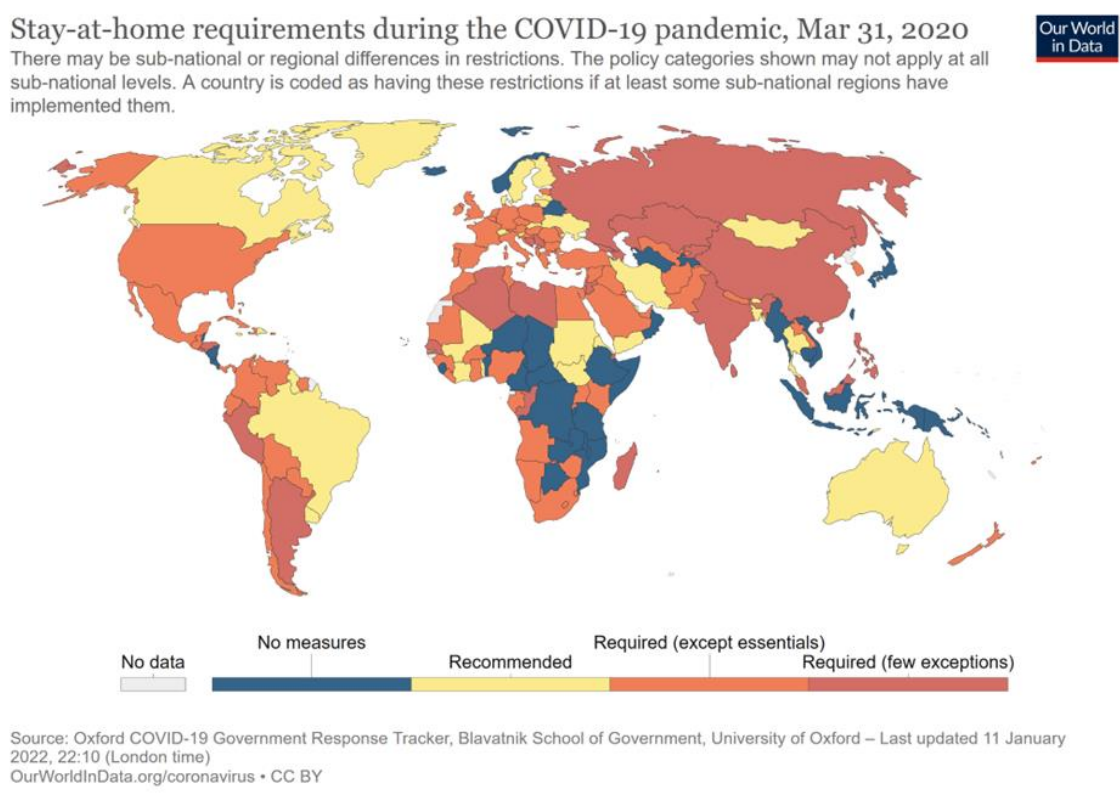 Stay-at-home requirements during the COVID-19 pandemic, Mar 31, 2020
Our World
in Data
There may be sub-national or regional differences in restrictions. The policy categories shown may not apply at all
sub-national levels. A country is coded as having these restrictions if at least some sub-national regions have
implemented them.
No data
No measures
Recommended
Required (except essentials)
Required (few exceptions)
Source: Oxford COVID-19 Government Response Tracker, Blavatnik School of Government, University of Oxford – Last updated 11 January
2022, 22:10 (London time)
OurWorldInData.org/coronavirus • CC BY